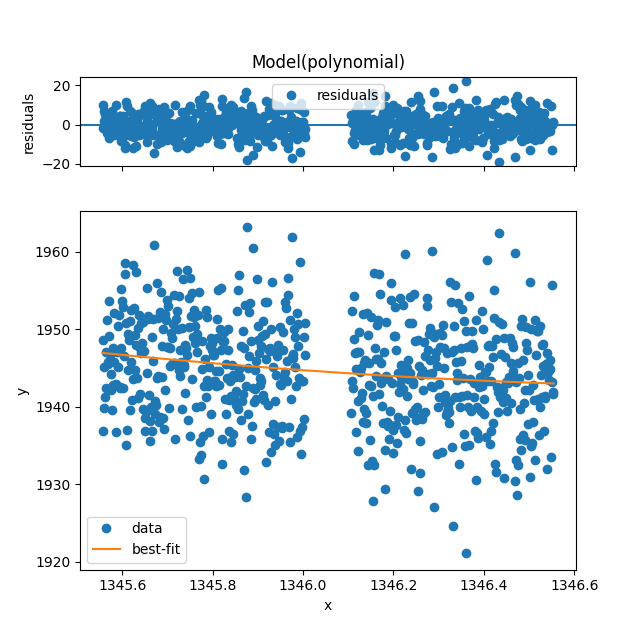 Model(polynomial)
residuals
20
0
−20
residuals
y
1960
1950
1940
1930
1920
data
best-fit
1345.6
1345.8
1346.0
1346.2
1346.4
1346.6
x